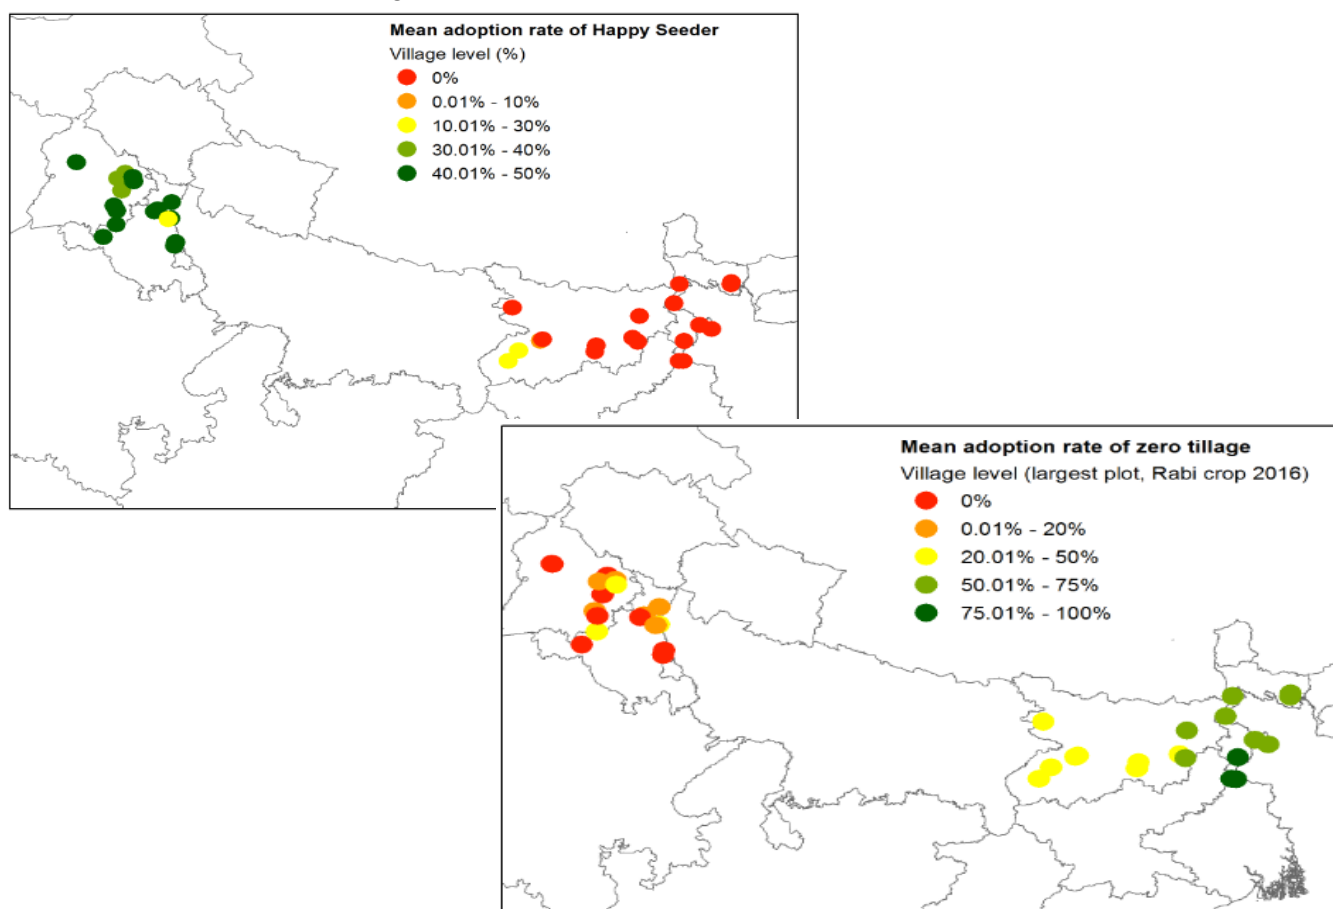 Mean adoption rate of Happy Seeder
Village level (%)
0%
0.01% - 10%
10.01% - 30%
30.01% - 40%
40.01% - 50%
Mean adoption rate of zero tillage
Village level (largest plot, Rabi crop 2016)
0%
0.01% - 20%
20.01% - 50%
50.01% - 75%
75.01% - 100%